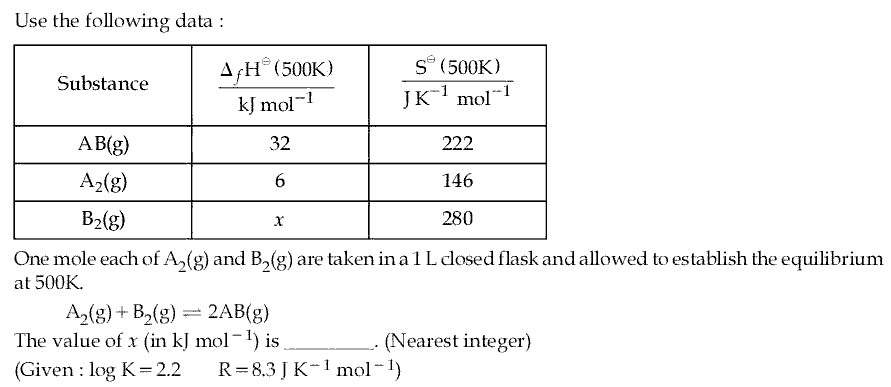 Use the following data :
Substance ΔfH⊖(500K) / kJ mol⁻¹ S⊖(500K) / J K⁻¹ mol⁻¹
AB(g) 32 222
A₂(g) 6 146
B₂(g) x 280
One mole each of A₂(g) and B₂(g) are taken in a 1 L closed flask and allowed to establish the equilibrium
at 500K.
A₂(g) + B₂(g) ⇌ 2AB(g)
The value of x (in kJ mol⁻¹) is ________. (Nearest integer)
(Given : log K = 2.2 R = 8.3 J K⁻¹ mol⁻¹)